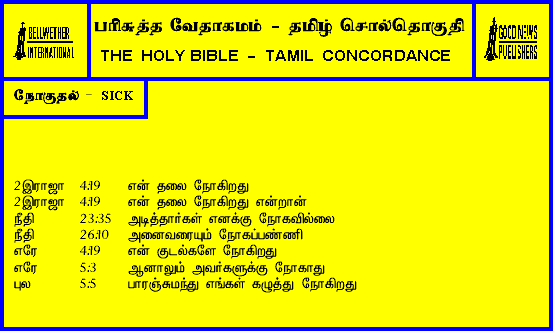 BELLWETHER
INTERNATIONAL
பரிசுத்த வேதாகமம் - தமிழ் சொல்தொகுதி
THE HOLY BIBLE - TAMIL CONCORDANCE
GOOD NEWS
PUBLISHERS
நோகுதல் - SICK
2இராஜா 4:19 என் தலை நோகிறது
2இராஜா 4:19 என் தலை நோகிறது என்றான்
நீதி 23:35 அடித்தார்கள் எனக்கு நோகவில்லை
நீதி 26:10 அனைவரையும் நோகப்பண்ணி
எரே 4:19 என் குடல்களே நோகிறது
எரே 5:3 ஆனாலும் அவர்களுக்கு நோகாது
புல 5:5 பாரஞ்சுமந்து எங்கள் கழுத்து நோகிறது